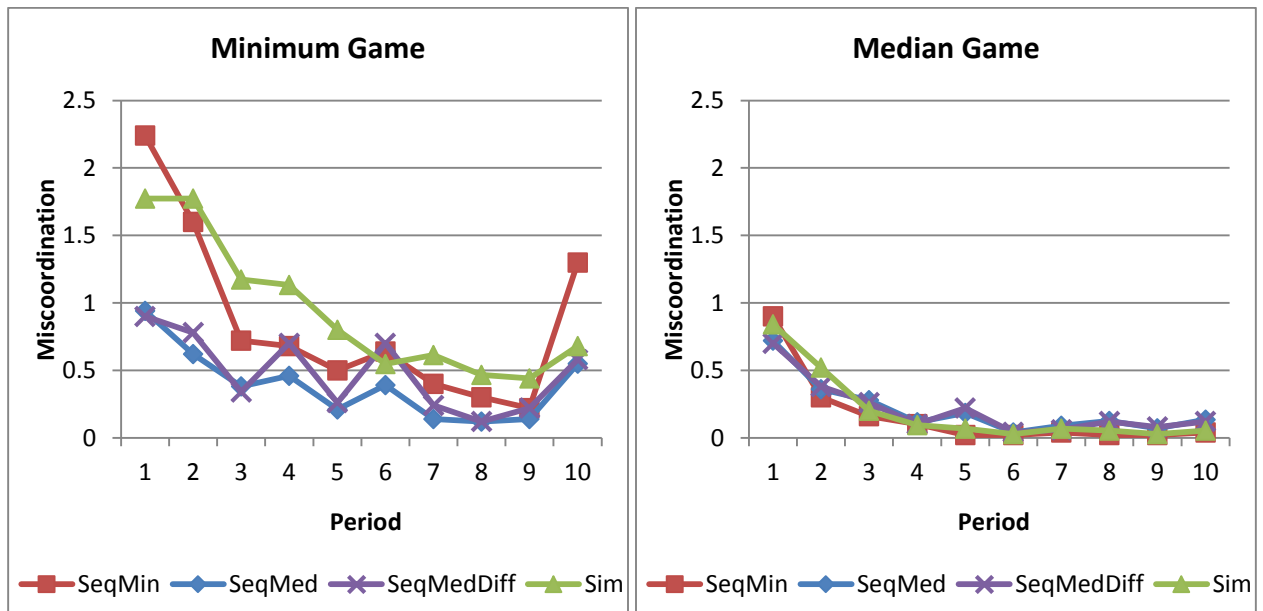 Minimum Game
2.5
2
1.5
1
0.5
0
Miscoordination
1 2 3 4 5 6 7 8 9 10
Period
SeqMin SeqMed SeqMedDiff Sim
Median Game
2.5
2
1.5
1
0.5
0
Miscoordination
1 2 3 4 5 6 7 8 9 10
Period
SeqMin SeqMed SeqMedDiff Sim